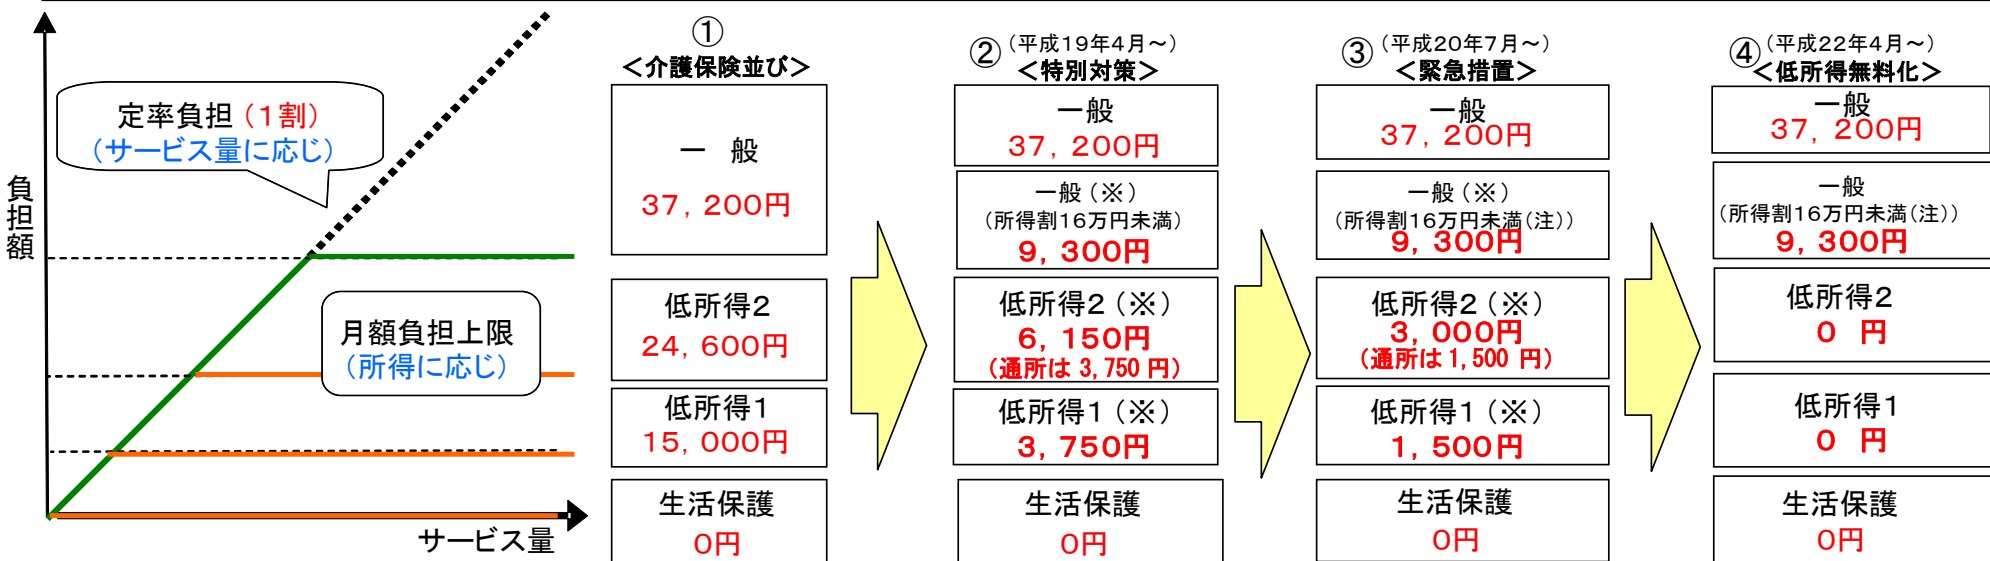 負担額
定率負担（１割）
（サービス量に応じ）
月額負担上限
（所得に応じ）
サービス量
①
＜介護保険並び＞
一　般
３７，２００円
低所得２
２４，６００円
低所得１
１５，０００円
生活保護
０円
②（平成１９年４月～）
＜特別対策＞
一般
３７，２００円
一般（※）
（所得割１６万円未満）
９，３００円
低所得２（※）
６，１５０円
（通所は３，７５０円）
低所得１（※）
３，７５０円
生活保護
０円
③（平成２０年７月～）
＜緊急措置＞
一般
３７，２００円
一般（※）
（所得割１６万円未満（注））
９，３００円
低所得２（※）
３，０００円
（通所は１，５００円）
低所得１（※）
１，５００円
生活保護
０円
④（平成２２年４月～）
＜低所得無料化＞
一般
３７，２００円
一般
（所得割１６万円未満（注））
９，３００円
低所得２
０　円
低所得１
０　円
生活保護
０円